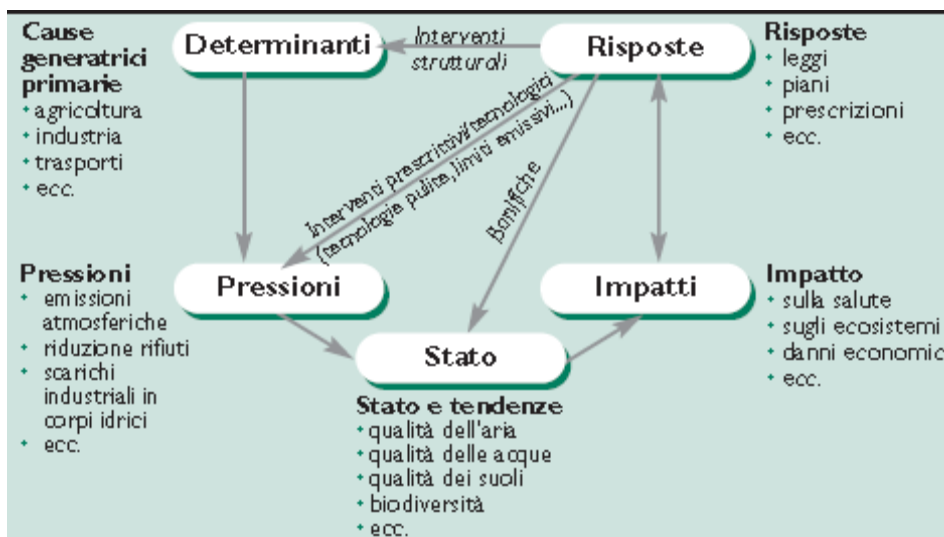 Cause
generatrici
primarie
• agricoltura
• industria
• trasporti
• ecc.
Determinanti
Interventi
strutturali
Risposte
Risposte
• leggi
• piani
• prescrizioni
• ecc.
Interventi prescrittivi/tecnologici
(tecnologie pulite, limiti emissivi...)
Bonifiche
Pressioni
• emissioni
atmosferiche
• riduzione rifiuti
• scarichi
industriali in
corpi idrici
• ecc.
Pressioni
Impatti
Impatto
• sulla salute
• sugli ecosistemi
• danni economic
• ecc.
Stato
Stato e tendenze
• qualità dell'aria
• qualità delle acque
• qualità dei suoli
• biodiversità
• ecc.